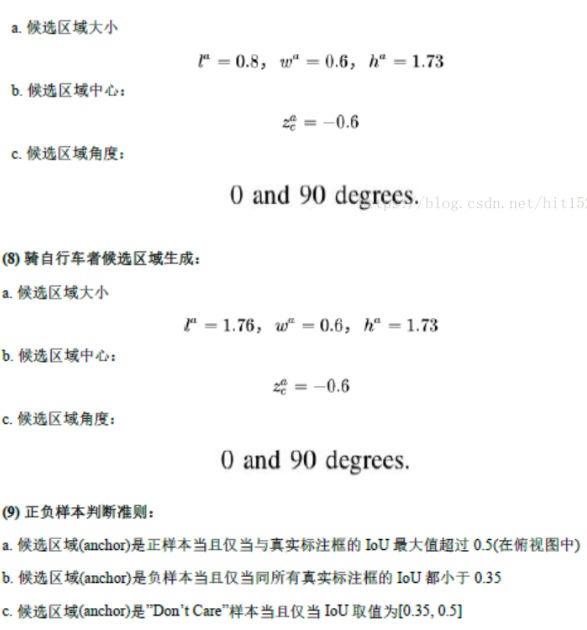 a. 候选区域大小
lᵃ = 0.8, wᵃ = 0.6, hᵃ = 1.73
b. 候选区域中心：
z_c^a = −0.6
c. 候选区域角度：
0 and 90 degrees.
/blog.csdn.net/hit15
(8) 骑自行车者候选区域生成：
a. 候选区域大小
lᵃ = 1.76, wᵃ = 0.6, hᵃ = 1.73
b. 候选区域中心：
z_c^a = −0.6
c. 候选区域角度：
0 and 90 degrees.
(9) 正负样本判断准则：
a. 候选区域(anchor)是正样本当且仅当与真实标注框的 IoU 最大值超过 0.5(在俯视图中)
b. 候选区域(anchor)是负样本当且仅当同所有真实标注框的 IoU 都小于 0.35
c. 候选区域(anchor)是”Don't Care”样本当且仅当 IoU 取值为[0.35, 0.5]